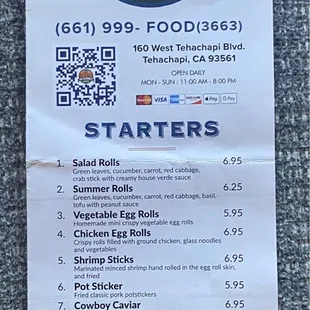 (661) 999- FOOD(3663)
160 West Tehachapi Blvd.
Tehachapi, CA 93561
OPEN DAILY
MON - SUN : 11:00 AM - 8:00 PM
VISA
Apple Pay
G Pay
STARTERS
1. Salad Rolls 6.95
Green leaves, cucumber, carrot, red cabbage,
crab stick with creamy house verde sauce
2. Summer Rolls 6.25
Green leaves, cucumber, carrot, red cabbage, basil,
tofu with peanut sauce
3. Vegetable Egg Rolls 5.95
Homemade mini crispy vegetable egg rolls
4. Chicken Egg Rolls 6.95
Crispy rolls filled with ground chicken, glass noodles
and vegetables
5. Shrimp Sticks 6.95
Marinated minced shrimp hand rolled in the egg roll skin,
and fried
6. Pot Sticker 5.95
Fried classic pork potstickers
7. Cowboy Caviar 6.95